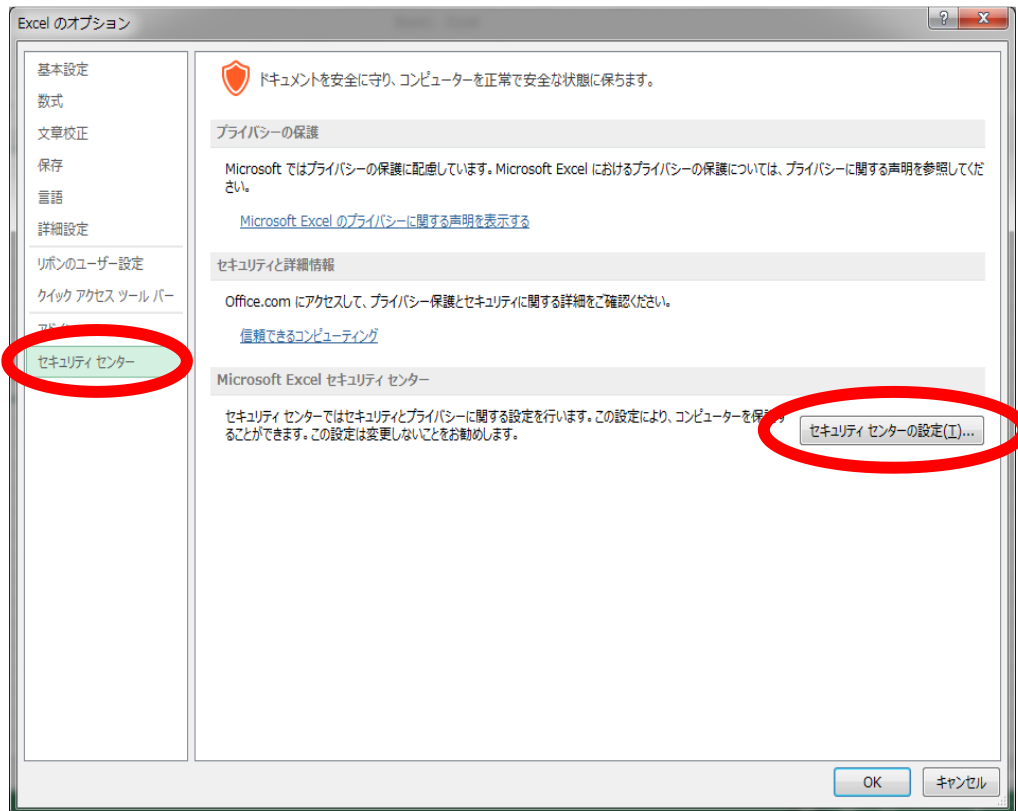 Excel のオプション
基本設定
数式
文章校正
保存
言語
詳細設定
リボンのユーザー設定
クイック アクセス ツール バー
セキュリティ センター
ドキュメントを安全に守り、コンピューターを正常で安全な状態に保ちます。
プライバシーの保護
Microsoft ではプライバシーの保護に配慮しています。Microsoft Excel におけるプライバシーの保護については、プライバシーに関する声明を参照してくだ
さい。
Microsoft Excel のプライバシーに関する声明を表示する
セキュリティと詳細情報
Office.com にアクセスして、プライバシー保護とセキュリティに関する詳細をご確認ください。
信頼できるコンピューティング
Microsoft Excel セキュリティ センター
セキュリティ センターではセキュリティとプライバシーに関する設定を行います。この設定により、コンピューターを保
ることができます。この設定は変更しないことをお勧めします。
セキュリティ センターの設定(T)...
OK
キャンセル